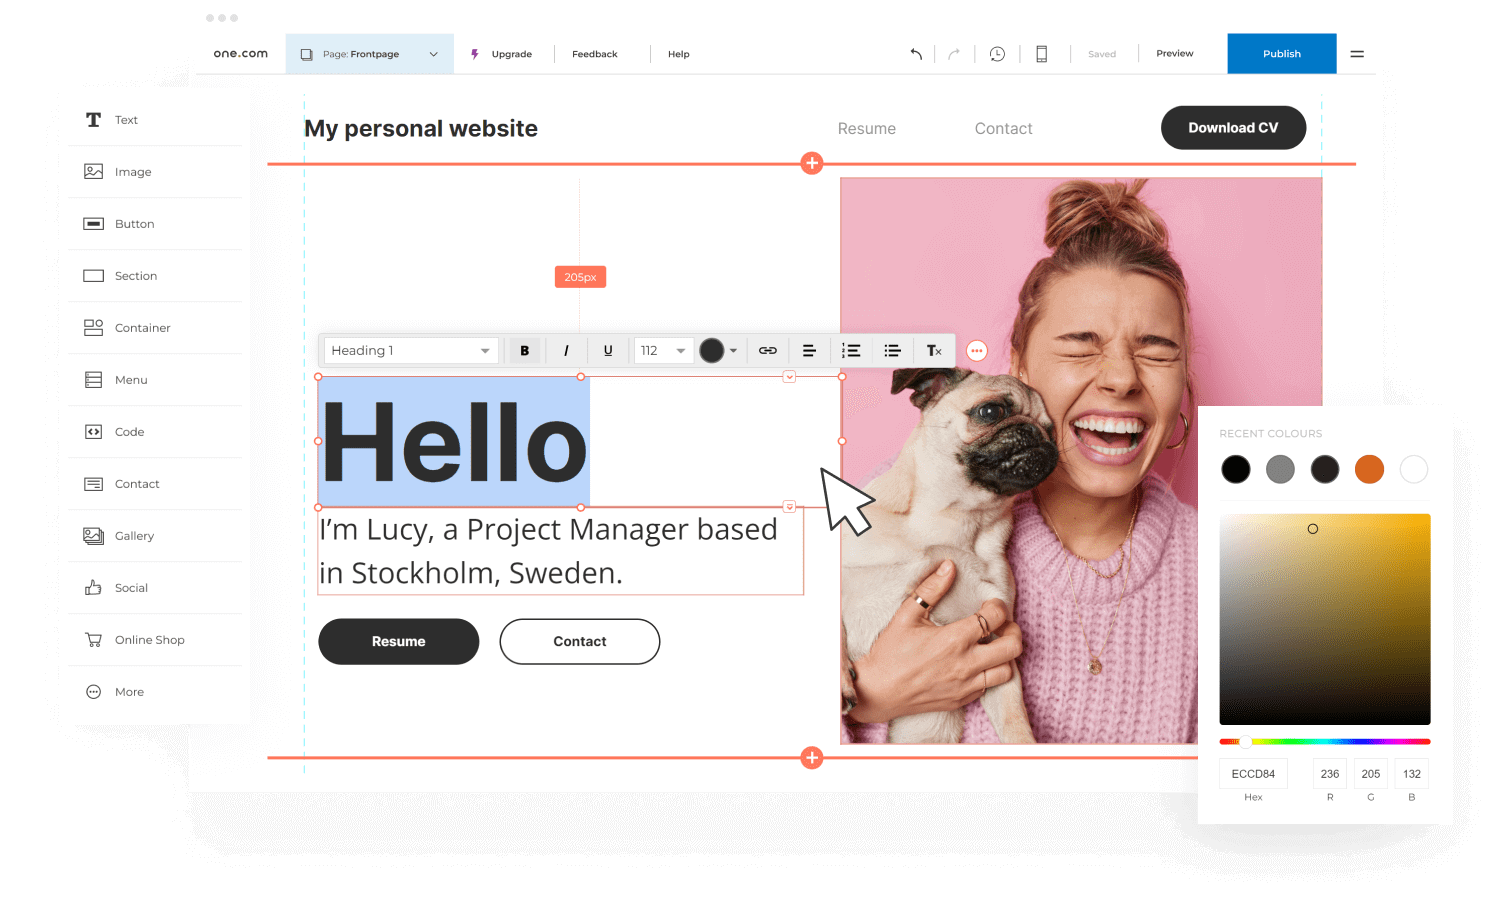 one.com
Page: Frontpage
Upgrade
Feedback
Help
Saved
Preview
Publish
Text
Image
Button
Section
Container
Menu
Code
Contact
Gallery
Social
Online Shop
More
My personal website
Resume
Contact
Download CV
205px
Heading 1
B
I
U
112
Tx
Hello
I’m Lucy, a Project Manager based
in Stockholm, Sweden.
Resume
Contact
RECENT COLOURS
ECCD84
236
205
132
Hex
R
G
B